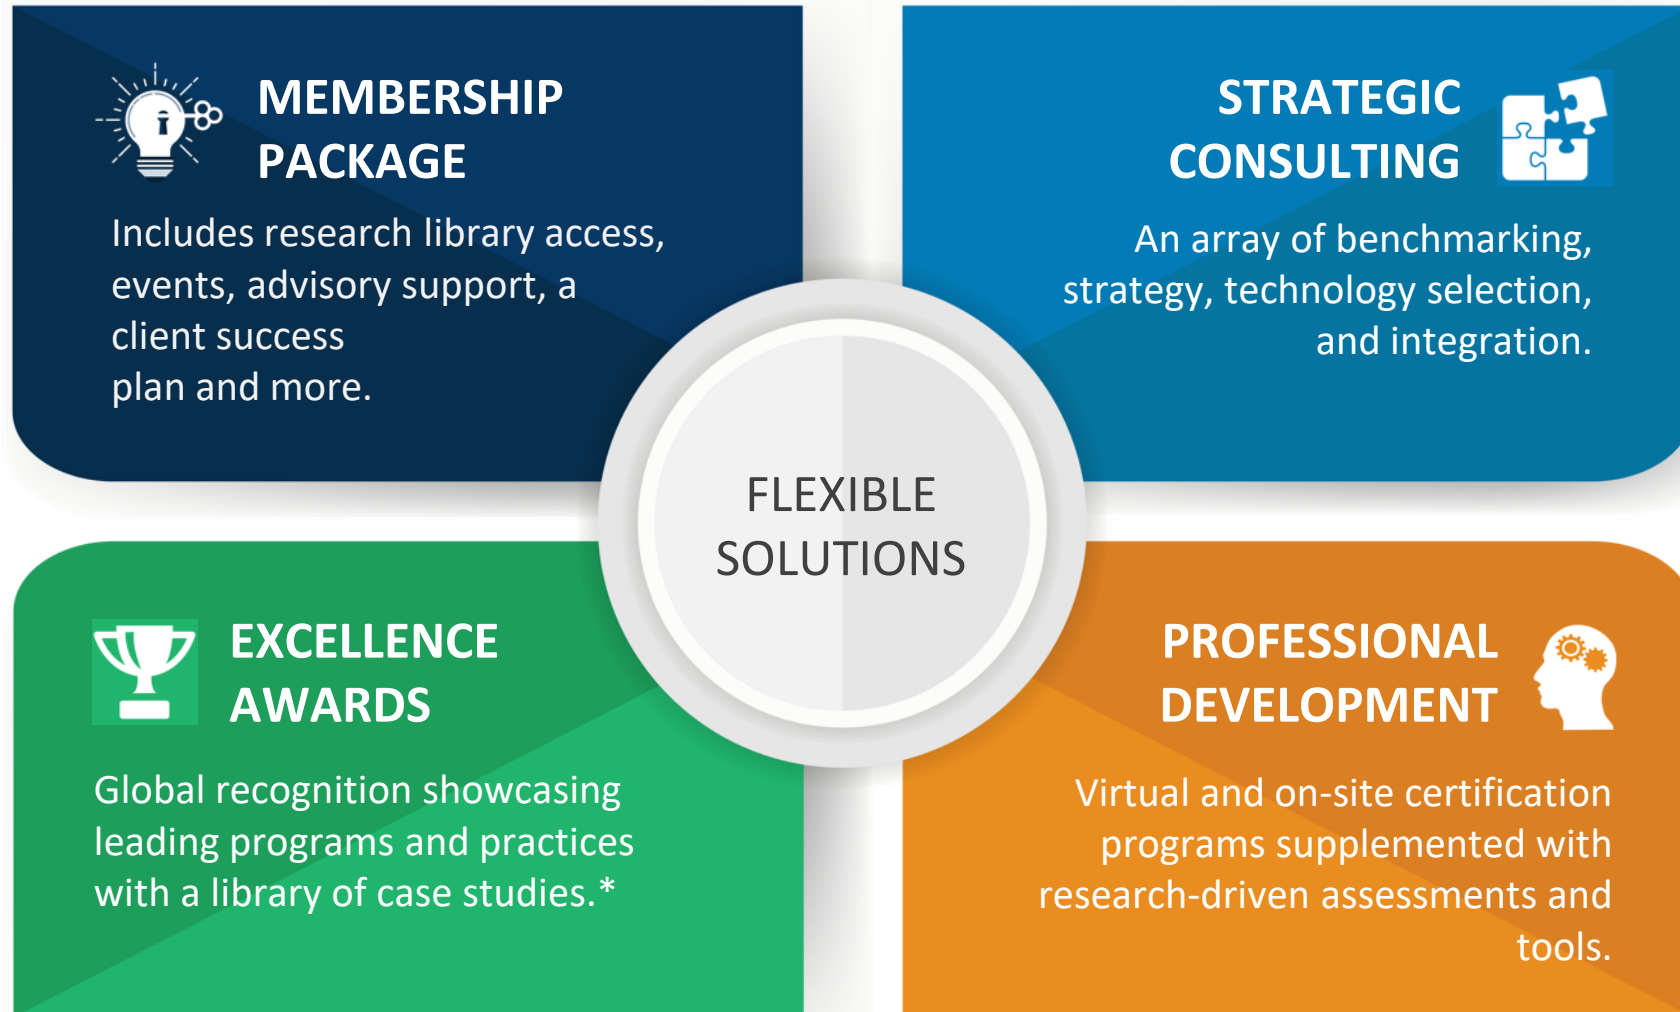 MEMBERSHIP
PACKAGE
Includes research library access,
events, advisory support, a
client success
plan and more.
STRATEGIC
CONSULTING
An array of benchmarking,
strategy, technology selection,
and integration.
FLEXIBLE
SOLUTIONS
EXCELLENCE
AWARDS
Global recognition showcasing
leading programs and practices
with a library of case studies.*
PROFESSIONAL
DEVELOPMENT
Virtual and on-site certification
programs supplemented with
research-driven assessments and
tools.